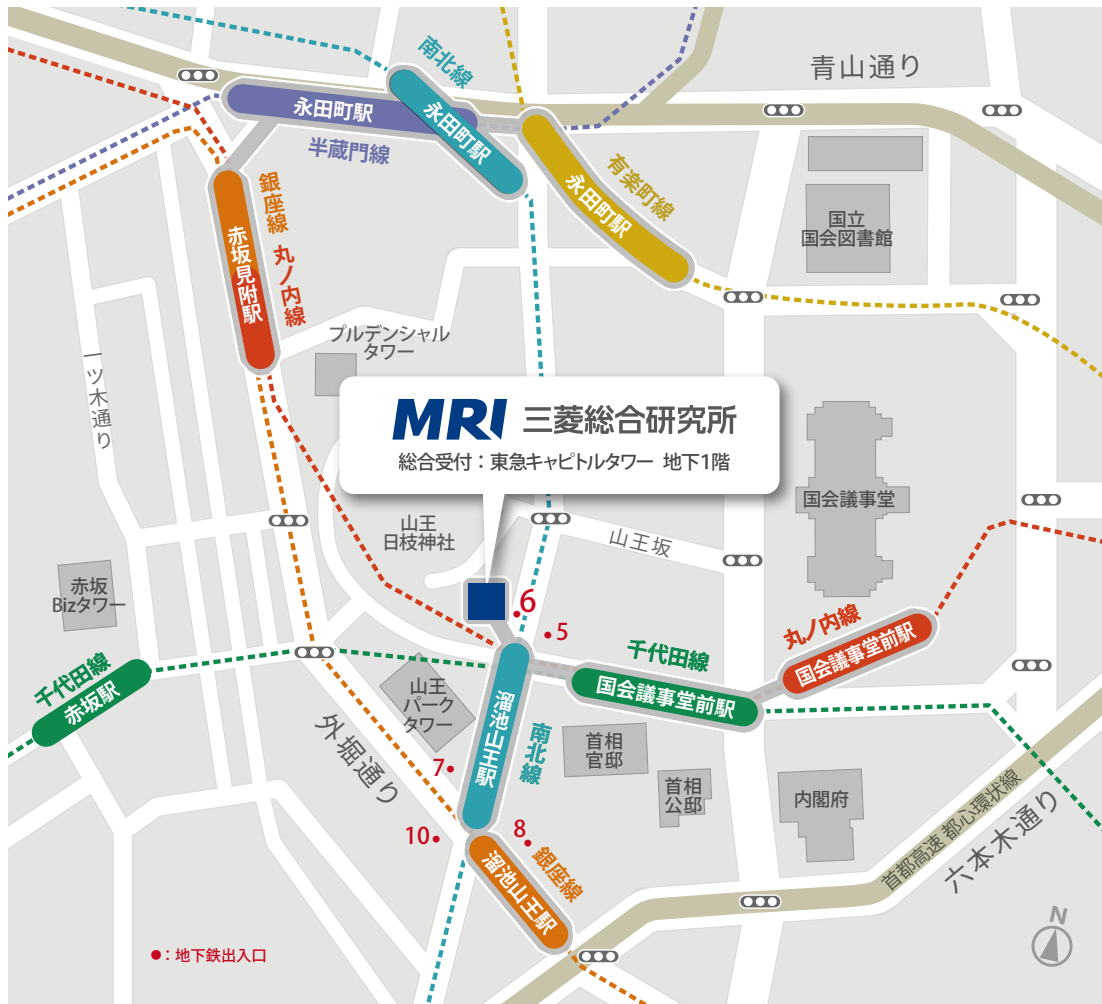 南北線
青山通り
永田町駅
永田町駅
半蔵門線
有楽町線
永田町駅
銀座線
丸ノ内線
赤坂見附駅
国立
国会図書館
プルデンシャル
タワー
一ツ木通り
MRI 三菱総合研究所
総合受付：東急キャピトルタワー 地下1階
国会議事堂
山王
日枝神社
山王坂
赤坂
Bizタワー
6
5
丸ノ内線
国会議事堂前駅
千代田線
国会議事堂前駅
千代田線
赤坂駅
山王
パーク
タワー
溜池山王駅
南北線
外堀通り
首相
官邸
首相
公邸
内閣府
7
10
8
銀座線
溜池山王駅
首都高速 都心環状線
六本木通り
N
●：地下鉄出入口